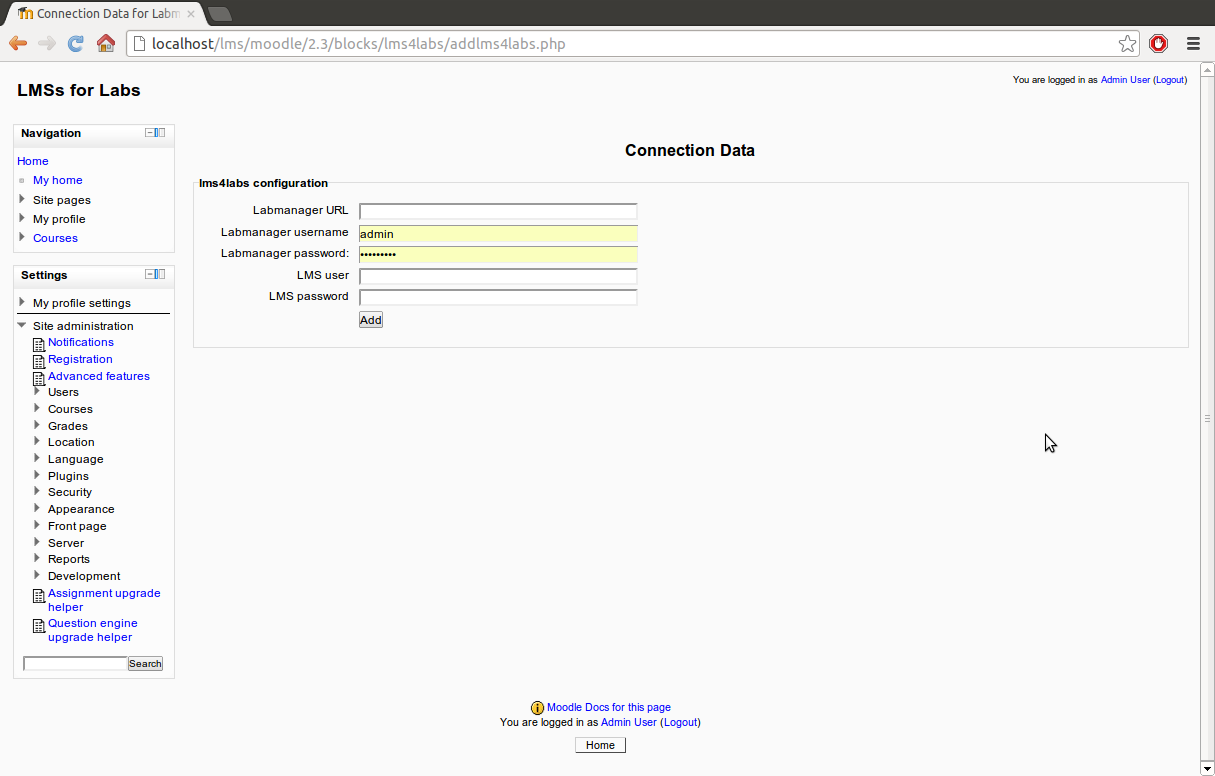 Connection Data for Labm
localhost/lms/moodle/2.3/blocks/lms4labs/addlms4labs.php
LMSs for Labs
You are logged in as Admin User (Logout)
Navigation
Home
My home
Site pages
My profile
Courses
Settings
My profile settings
Site administration
Notifications
Registration
Advanced features
Users
Courses
Grades
Location
Language
Plugins
Security
Appearance
Front page
Server
Reports
Development
Assignment upgrade
helper
Question engine
upgrade helper
Search
Connection Data
lms4labs configuration
Labmanager URL
Labmanager username admin
Labmanager password: •••••••••
LMS user
LMS password
Add
Moodle Docs for this page
You are logged in as Admin User (Logout)
Home